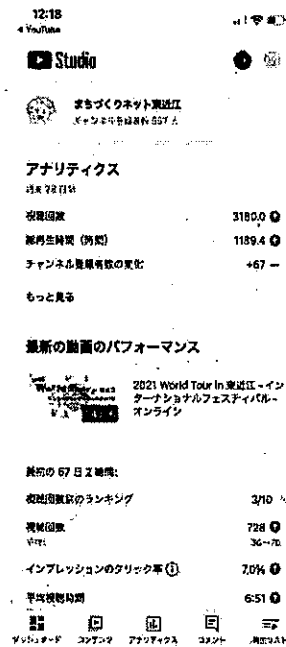 12:18
YouTube
Studio
まちづくりネット東近江
アナリティクス
過去 28 日間
視聴回数 3180.0
総再生時間（時間） 1189.4
チャンネル登録者数の変化 +67 —
もっと見る
最新の動画のパフォーマンス
2021 World Tour In 東近江 ~ イン
ターナショナルフェスティバル~
オンライン
最初の 67 日 2 時間:
視聴回数別のランキング 3/10
視聴回数 728
インプレッションのクリック率 7.0%
平均視聴時間 6:51
ダッシュボード コンテンツ アナリティクス コメント 再生リスト